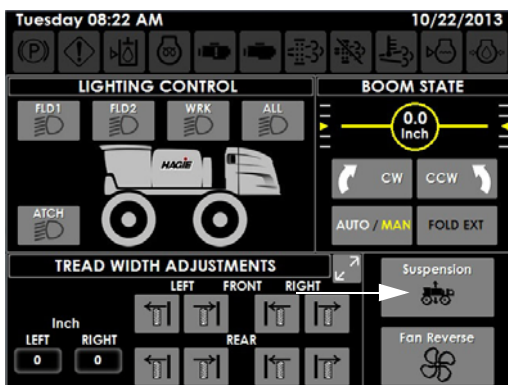 Tuesday 08:22 AM 10/22/2013
(P)
LIGHTING CONTROL
FLD1 FLD2 WRK ALL
HAGIE
ATCH
BOOM STATE
0.0
Inch
CW CCW
AUTO / MAN FOLD EXT
TREAD WIDTH ADJUSTMENTS
LEFT FRONT RIGHT
Inch
LEFT RIGHT
0 0
REAR
Suspension
Fan Reverse